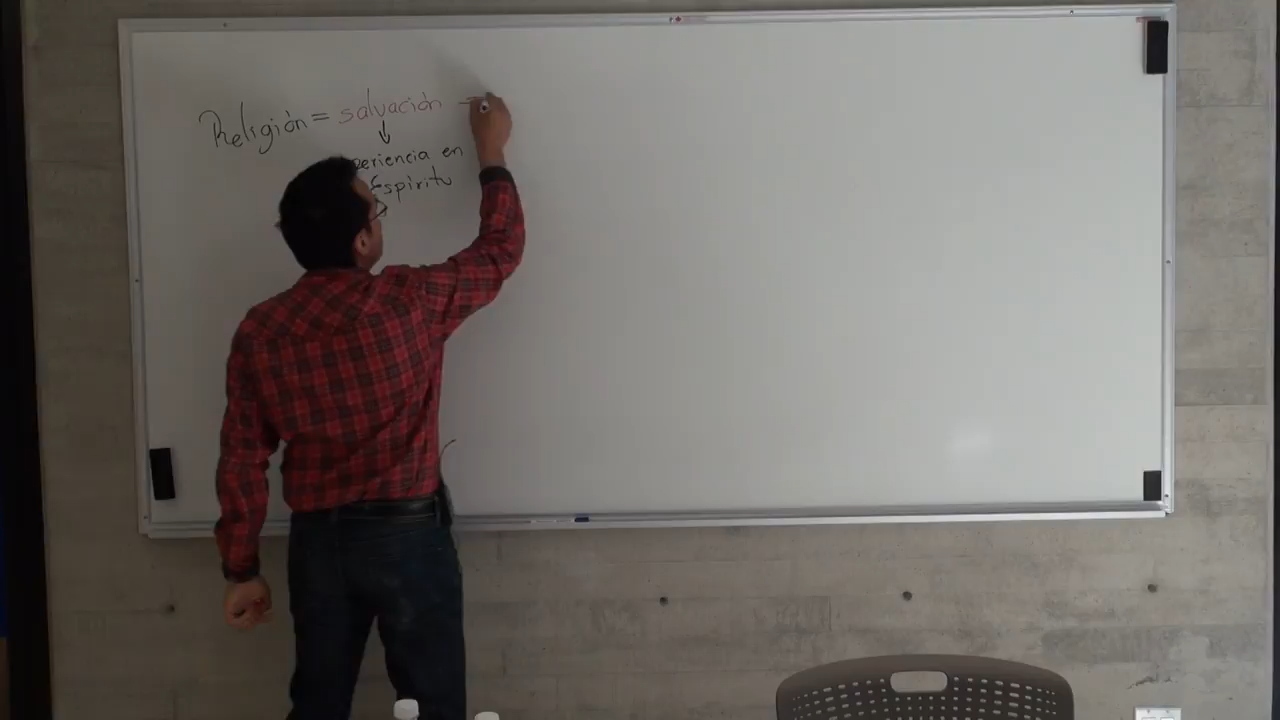 Religión = salvación
periencia en
Espíritu